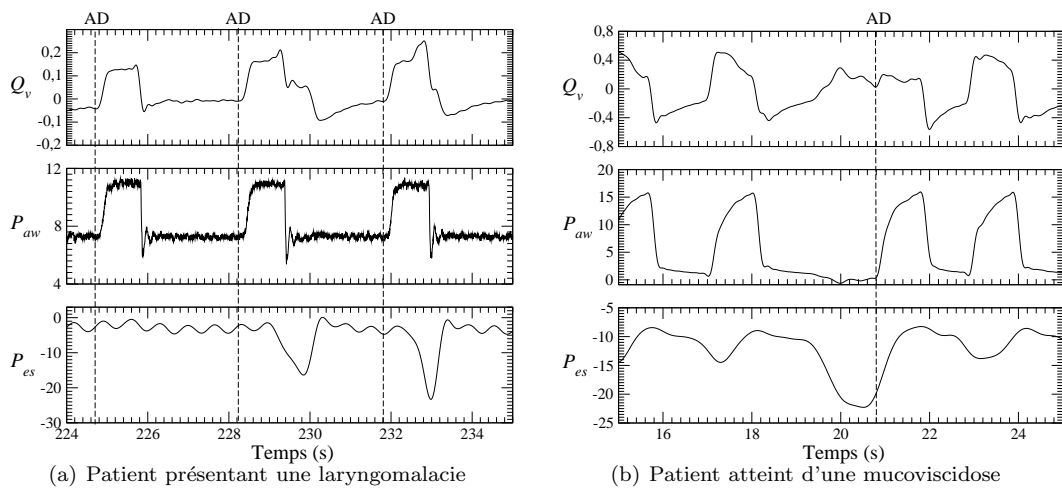 AD AD AD
0,2
0,1
0
-0,1
-0,2
Q_v
12
8
4
P_aw
0
-10
-20
-30
P_es
224 226 228 230 232 234
Temps (s)
(a) Patient présentant une laryngomalacie
AD
0,8
0,4
0
-0,4
-0,8
Q_v
20
15
10
5
0
P_aw
-5
-10
-15
-20
-25
P_es
16 18 20 22 24
Temps (s)
(b) Patient atteint d'une mucoviscidose